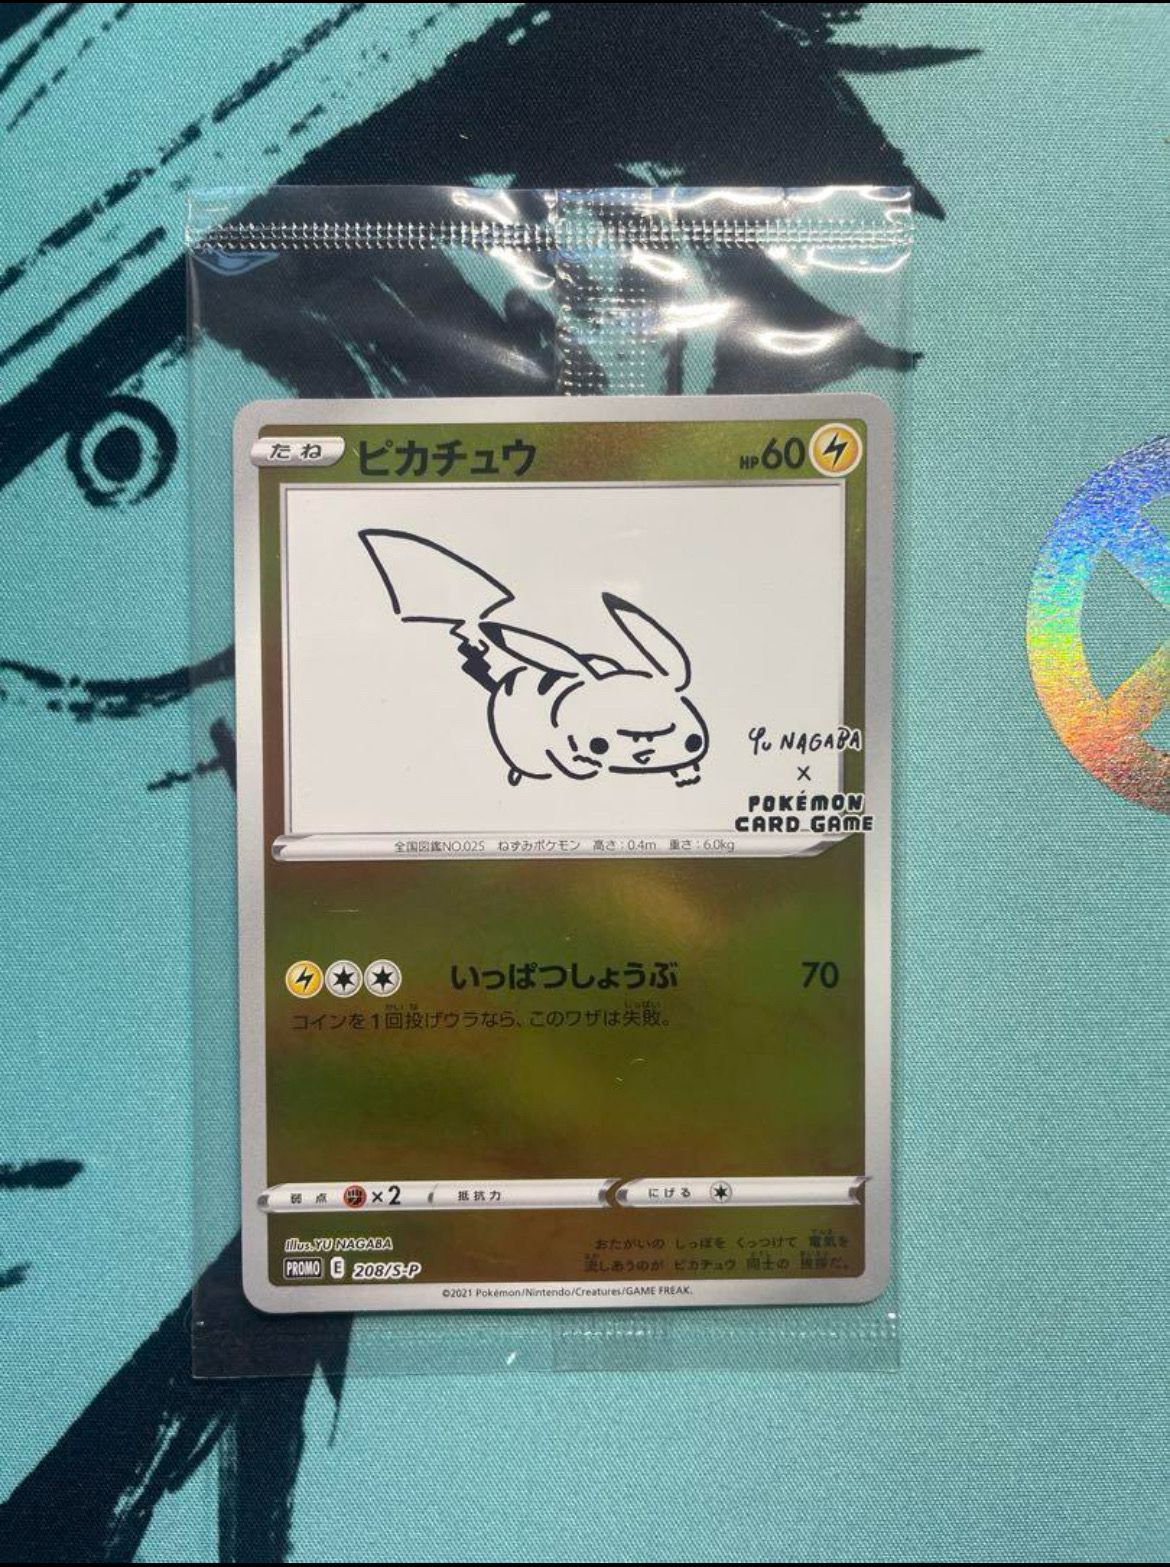 たね ピカチュウ HP60
Yu NAGABA
×
POKÉMON
CARD GAME
全国図鑑NO.025 ねずみポケモン 高さ：0.4m 重さ：6.0kg
いっぱつしょうぶ 70
コインを1回投げウラなら、このワザは失敗。
弱点 ×2 抵抗力 にげる
Illus. YU NAGABA
PROMO E 208/S-P
おたがいの しっぽを くっつけて 電気を
流しあうのが ピカチュウ 同士の 挨拶だ。
©2021 Pokémon/Nintendo/Creatures/GAME FREAK.